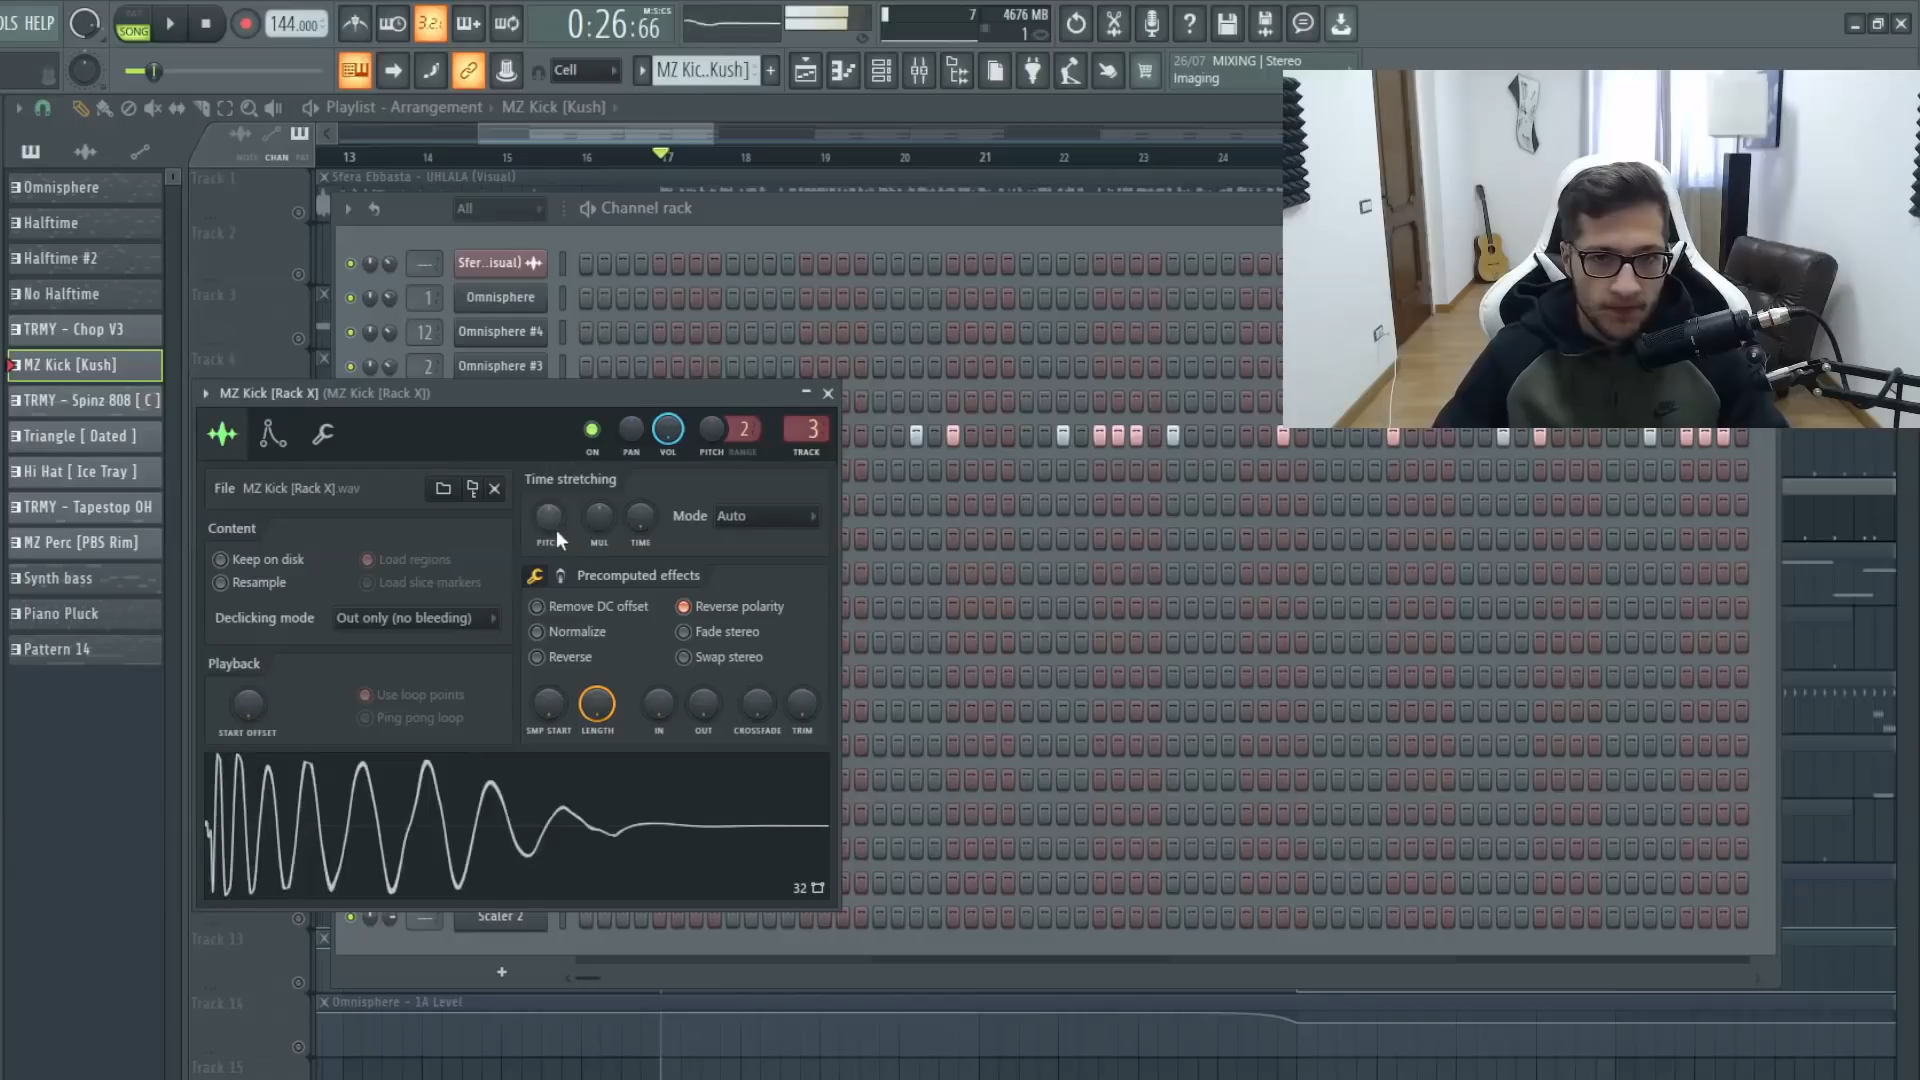 OLS HELP
PAT
SONG
144.000
3.2.
0:26:66
M:S:CS
7
4676 MB
1
Cell
MZ Kic..Kush]
+
26/07 MIXING | Stereo
Imaging
Playlist - Arrangement › MZ Kick [Kush] ›
NOTE CHAN PAT
13 14 15 16 17 18 19 20 21 22 23 24
Omnisphere
Halftime
Halftime #2
No Halftime
TRMY - Chop V3
MZ Kick [Kush]
TRMY - Spinz 808 [ C ]
Triangle [ Dated ]
Hi Hat [ Ice Tray ]
TRMY - Tapestop OH
MZ Perc [PBS Rim]
Synth bass
Piano Pluck
Pattern 14
Track 1
Track 2
Track 3
Track 4
Track 13
Track 14
Track 15
Sfera Ebbasta - UHLALA (Visual)
All
Channel rack
--- Sfer..isual)
1 Omnisphere
12 Omnisphere #4
2 Omnisphere #3
MZ Kick [Rack X] (MZ Kick [Rack X])
ON PAN VOL PITCH RANGE TRACK
2
3
File MZ Kick [Rack X].wav
Content
Keep on disk
Resample
Load regions
Load slice markers
Declicking mode Out only (no bleeding)
Playback
START OFFSET
Use loop points
Ping pong loop
Time stretching
PITCH MUL TIME
Mode Auto
Precomputed effects
Remove DC offset
Normalize
Reverse
Reverse polarity
Fade stereo
Swap stereo
SMP START LENGTH IN OUT CROSSFADE TRIM
32
--- Scaler 2
+
Omnisphere - 1A Level